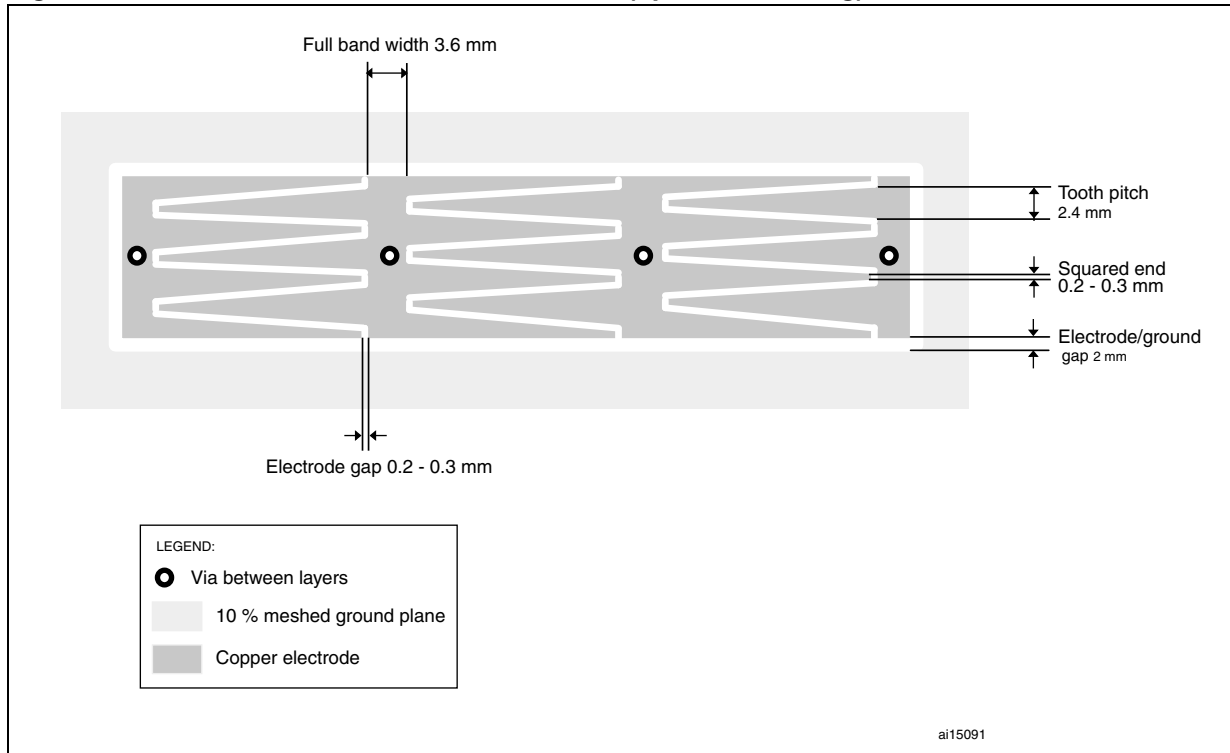 Full band width 3.6 mm
Tooth pitch
2.4 mm
Squared end
0.2 - 0.3 mm
Electrode/ground
gap 2 mm
Electrode gap 0.2 - 0.3 mm
LEGEND:
Via between layers
10 % meshed ground plane
Copper electrode
ai15091